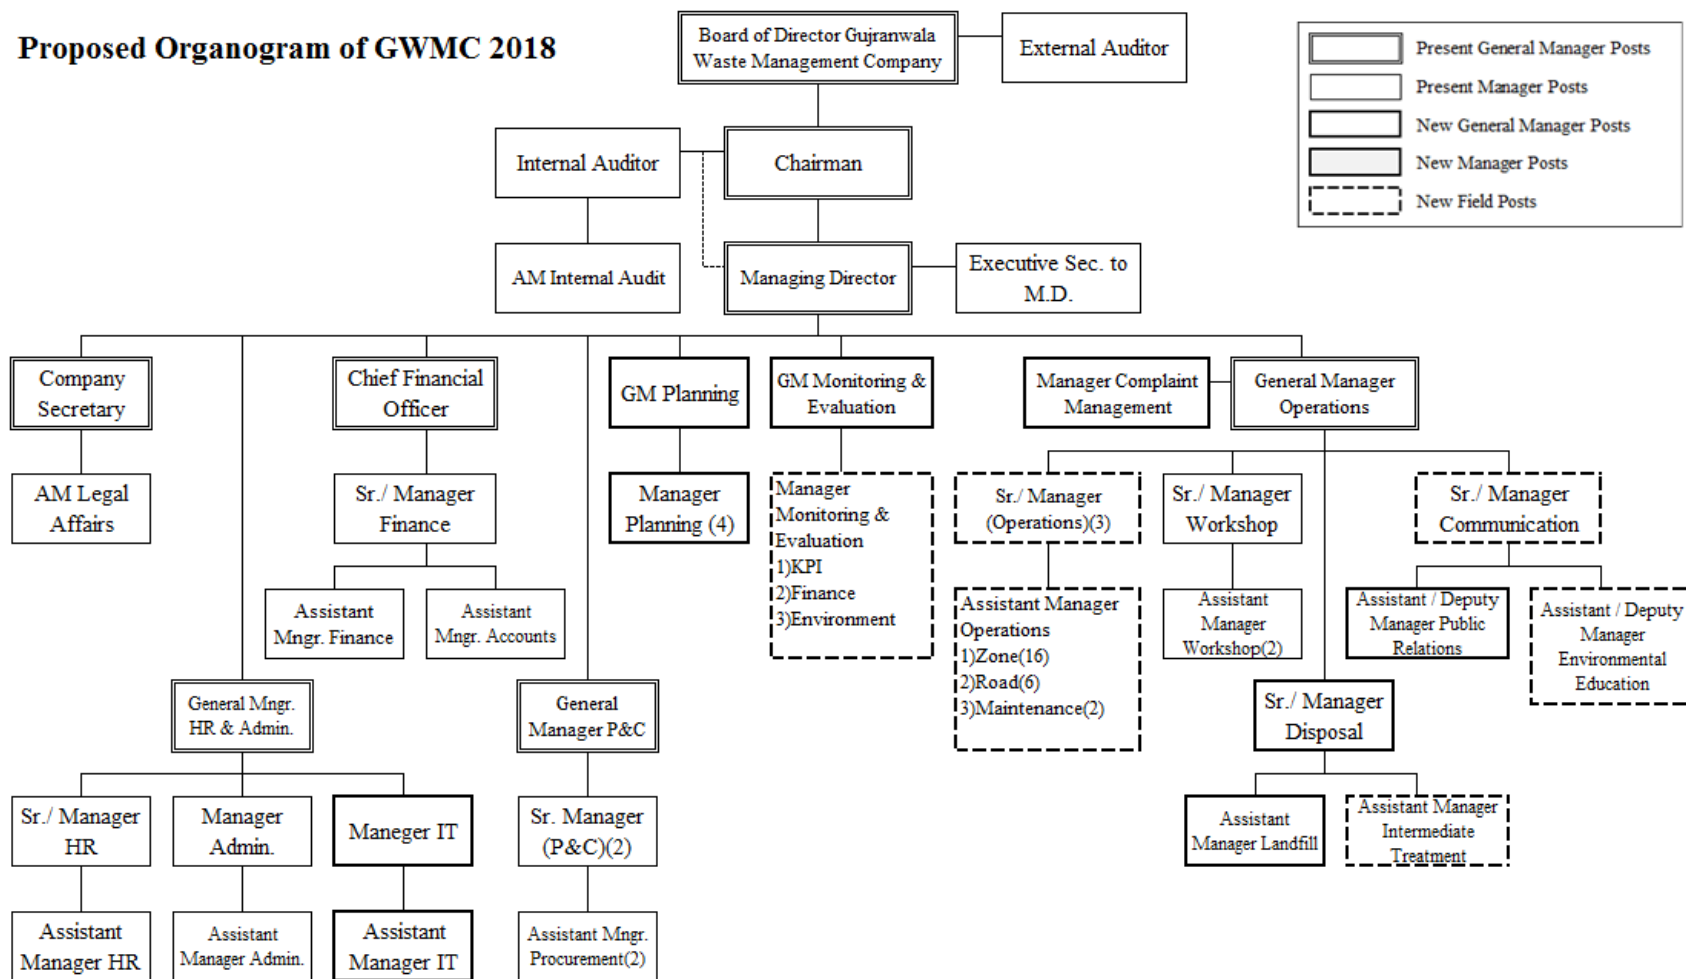 Proposed Organogram of GWMC 2018
Board of Director Gujranwala
Waste Management Company
External Auditor
Present General Manager Posts
Present Manager Posts
New General Manager Posts
New Manager Posts
New Field Posts
Internal Auditor
Chairman
AM Internal Audit
Managing Director
Executive Sec. to
M.D.
Company
Secretary
Chief Financial
Officer
GM Planning
GM Monitoring &
Evaluation
Manager Complaint
Management
General Manager
Operations
AM Legal
Affairs
Sr./ Manager
Finance
Manager
Planning (4)
Manager
Monitoring &
Evaluation
1)KPI
2)Finance
3)Environment
Sr./ Manager
(Operations)(3)
Sr./ Manager
Workshop
Sr./ Manager
Communication
Assistant
Mngr. Finance
Assistant
Mngr. Accounts
Assistant Manager
Operations
1)Zone(16)
2)Road(6)
3)Maintenance(2)
Assistant
Manager
Workshop(2)
Assistant / Deputy
Manager Public
Relations
Assistant / Deputy
Manager
Environmental
Education
General Mngr.
HR & Admin.
General
Manager P&C
Sr./ Manager
Disposal
Sr./ Manager
HR
Manager
Admin.
Maneger IT
Sr. Manager
(P&C)(2)
Assistant
Manager Landfill
Assistant Manager
Intermediate
Treatment
Assistant
Manager HR
Assistant
Manager Admin.
Assistant
Manager IT
Assistant Mngr.
Procurement(2)